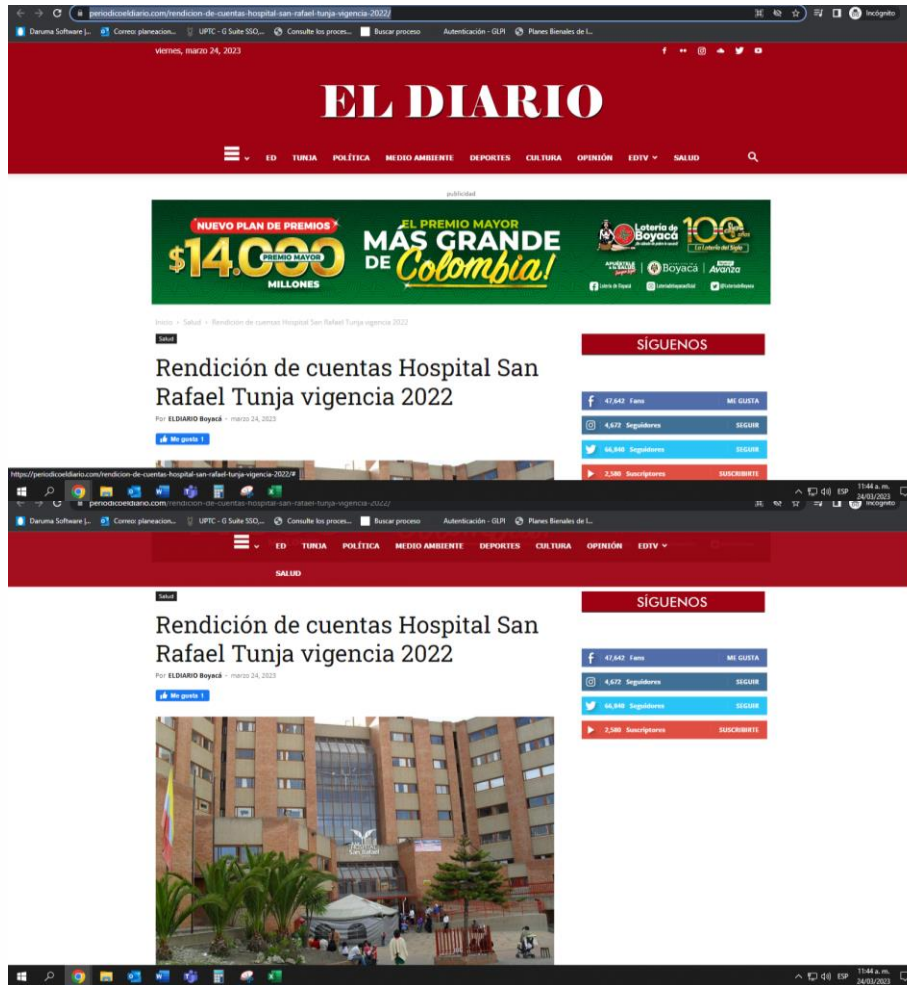 periodicoeldiario.com/rendicion-de-cuentas-hospital-san-rafael-tunja-vigencia-2022/
Incógnito
Daruma Software |... Correo: planeacion... UPTC - G Suite SSO,... Consulte los proces... Buscar proceso Autenticación - GLPI Planes Bienales de I...
viernes, marzo 24, 2023
EL DIARIO
ED TUNJA POLÍTICA MEDIO AMBIENTE DEPORTES CULTURA OPINIÓN EDTV SALUD
publicidad
NUEVO PLAN DE PREMIOS
$14.000
PREMIO MAYOR
MILLONES
EL PREMIO MAYOR
MÁS GRANDE
DE Colombia!
Lotería de Boyacá
100 años
La Lotería del Siglo
Boyacá Avanza
Inicio › Salud › Rendición de cuentas Hospital San Rafael Tunja vigencia 2022
Salud
Rendición de cuentas Hospital San
Rafael Tunja vigencia 2022
Por ELDIARIO Boyacá - marzo 24, 2023
Me gusta 1
SÍGUENOS
47,642 Fans ME GUSTA
4,672 Seguidores SEGUIR
66,940 Seguidores SEGUIR
2,580 Suscriptores SUSCRIBIRTE
https://periodicoeldiario.com/rendicion-de-cuentas-hospital-san-rafael-tunja-vigencia-2022/#
ESP 11:44 a. m.
24/03/2023
periodicoeldiario.com/rendicion-de-cuentas-hospital-san-rafael-tunja-vigencia-2022/
Incógnito
Daruma Software |... Correo: planeacion... UPTC - G Suite SSO,... Consulte los proces... Buscar proceso Autenticación - GLPI Planes Bienales de I...
ED TUNJA POLÍTICA MEDIO AMBIENTE DEPORTES CULTURA OPINIÓN EDTV
SALUD
Salud
Rendición de cuentas Hospital San
Rafael Tunja vigencia 2022
Por ELDIARIO Boyacá - marzo 24, 2023
Me gusta 1
SÍGUENOS
47,642 Fans ME GUSTA
4,672 Seguidores SEGUIR
66,940 Seguidores SEGUIR
2,580 Suscriptores SUSCRIBIRTE
Hospital
San Rafael
ESP 11:44 a. m.
24/03/2023